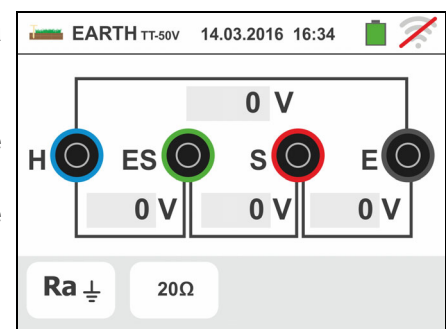 EARTH TT-50V 14.03.2016 16:34
0 V
H ES S E
0 V 0 V 0 V
Ra 20Ω